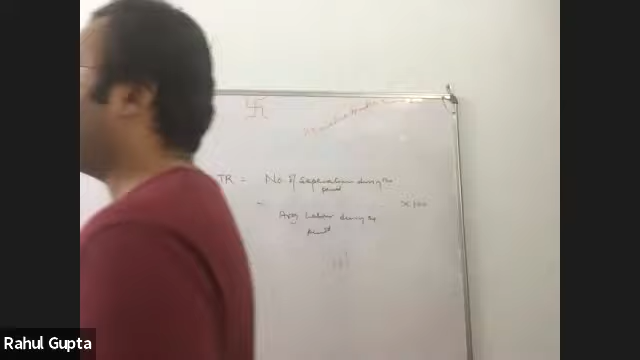 TR = No. of separations during the
period
Avg Labour during the
period
× 100
Rahul Gupta